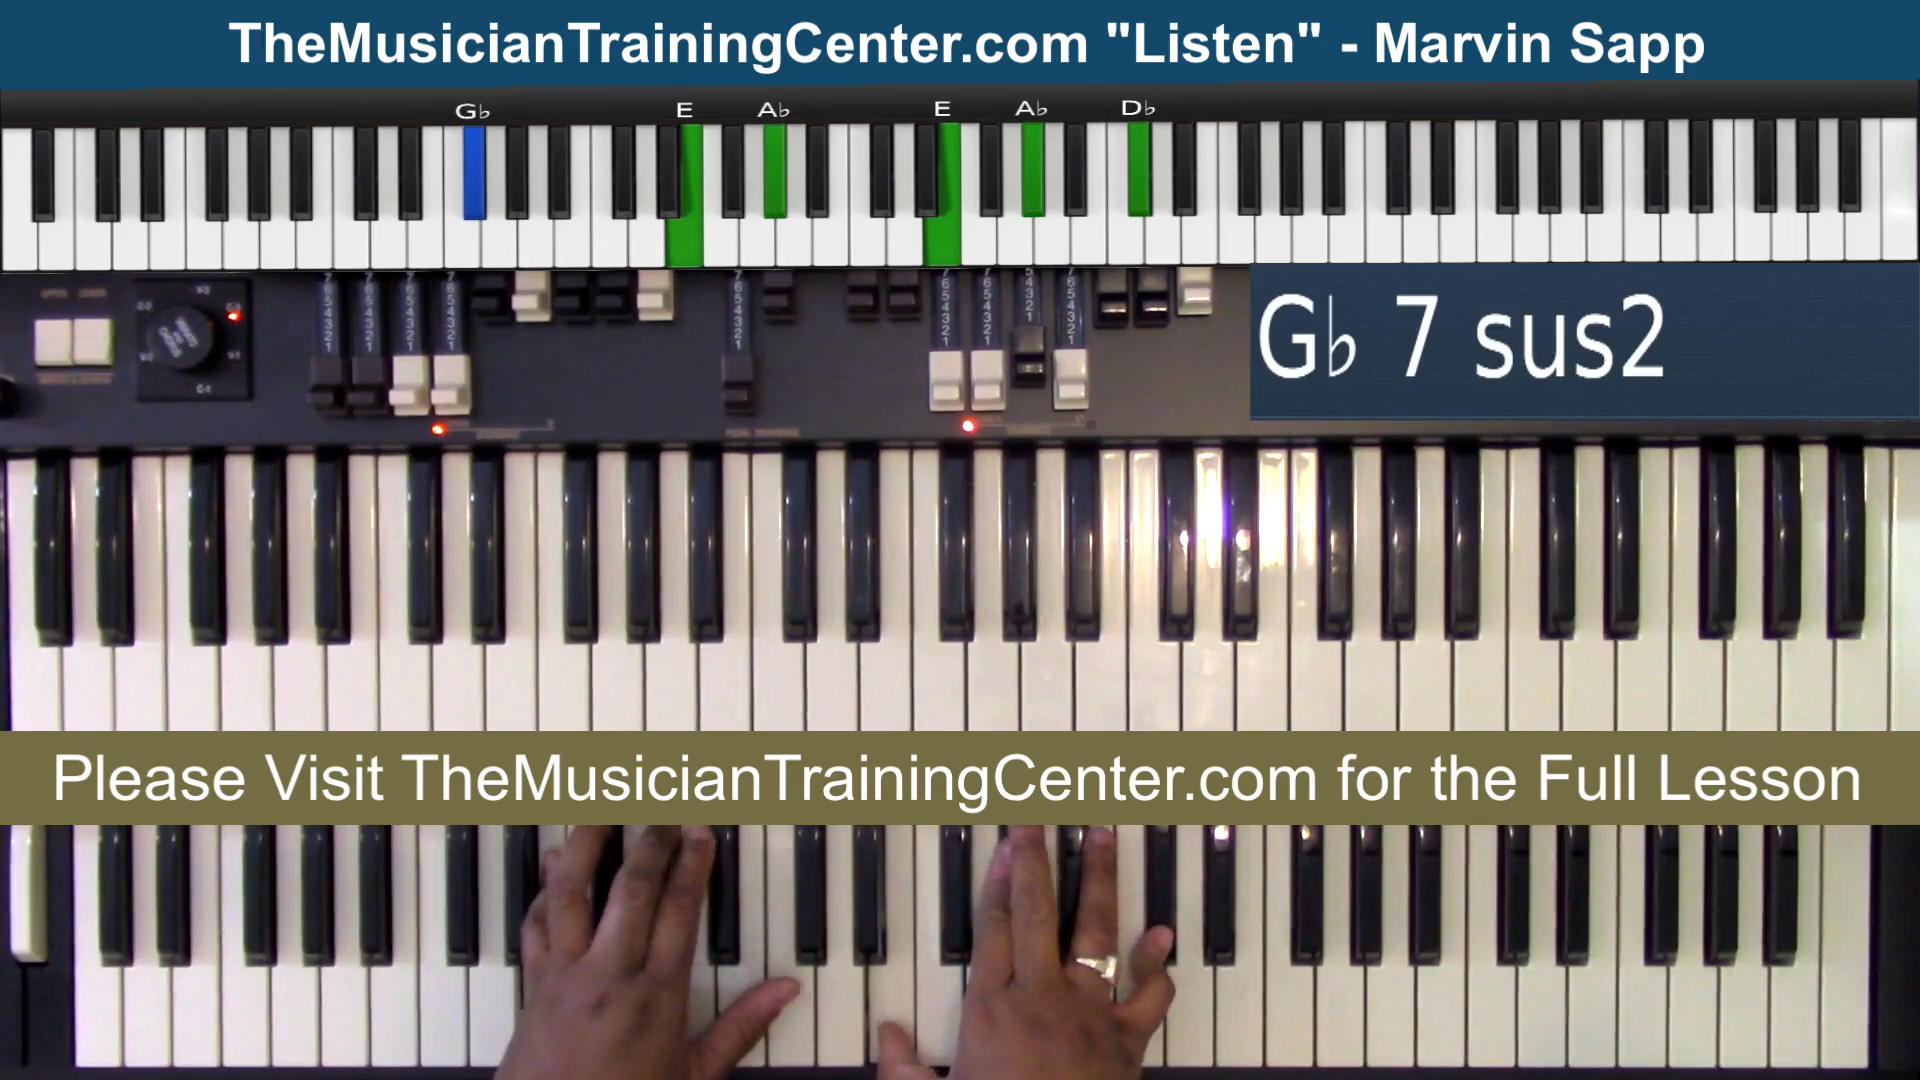 TheMusicianTrainingCenter.com "Listen" - Marvin Sapp
G♭ E A♭ E A♭ D♭
G♭ 7 sus2
Please Visit TheMusicianTrainingCenter.com for the Full Lesson